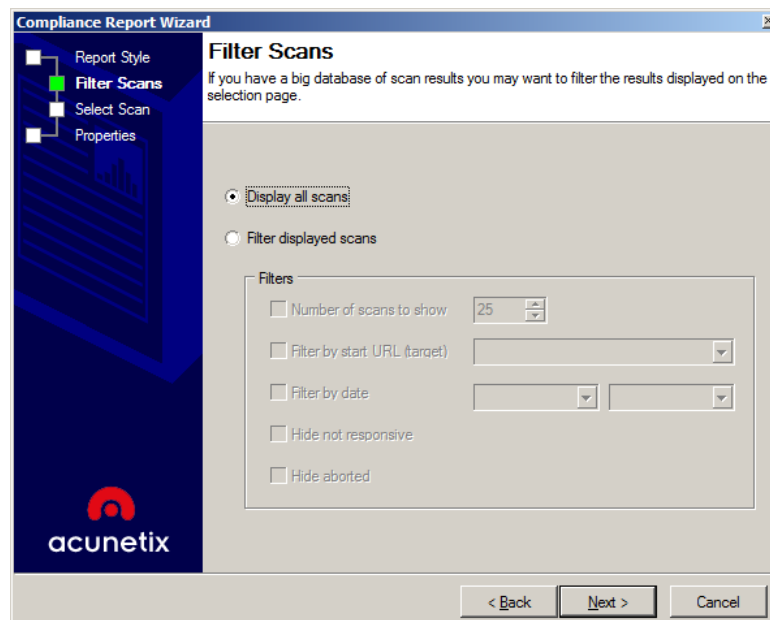 Compliance Report Wizard
Report Style
Filter Scans
Select Scan
Properties
Filter Scans
If you have a big database of scan results you may want to filter the results displayed on the
selection page.
Display all scans
Filter displayed scans
Filters
Number of scans to show
25
Filter by start URL (target)
Filter by date
Hide not responsive
Hide aborted
acunetix
< Back
Next >
Cancel